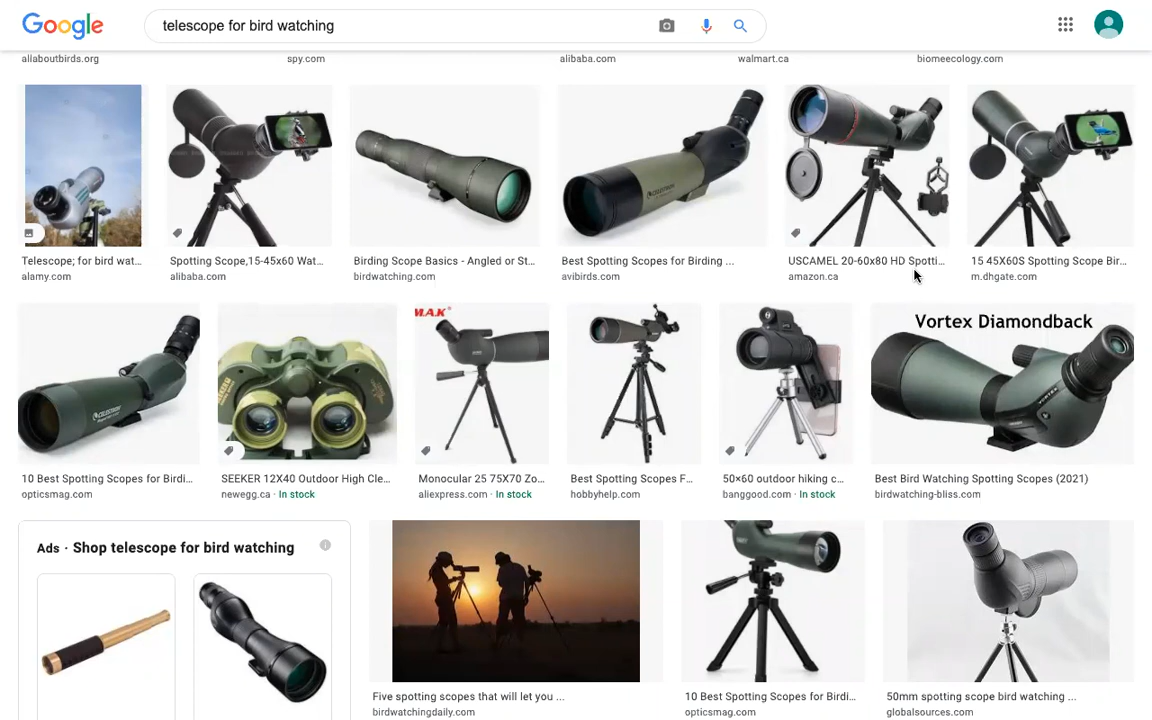 Google
telescope for bird watching
allaboutbirds.org
spy.com
alibaba.com
walmart.ca
biomeecology.com
Telescope; for bird wat...
alamy.com
Spotting Scope,15-45x60 Wat...
alibaba.com
Birding Scope Basics - Angled or St...
birdwatching.com
Best Spotting Scopes for Birding ...
avibirds.com
USCAMEL 20-60x80 HD Spotti...
amazon.ca
15 45X60S Spotting Scope Bir...
m.dhgate.com
CELESTRON
CELESTRON
SEEKER
M.A.K
Vortex Diamondback
VORTEX
10 Best Spotting Scopes for Birdi...
opticsmag.com
SEEKER 12X40 Outdoor High Cle...
newegg.ca · In stock
Monocular 25 75X70 Zo...
aliexpress.com · In stock
Best Spotting Scopes F...
hobbyhelp.com
50×60 outdoor hiking c...
banggood.com · In stock
Best Bird Watching Spotting Scopes (2021)
birdwatching-bliss.com
Ads · Shop telescope for bird watching
Five spotting scopes that will let you ...
birdwatchingdaily.com
10 Best Spotting Scopes for Birdi...
opticsmag.com
50mm spotting scope bird watching ...
globalsources.com